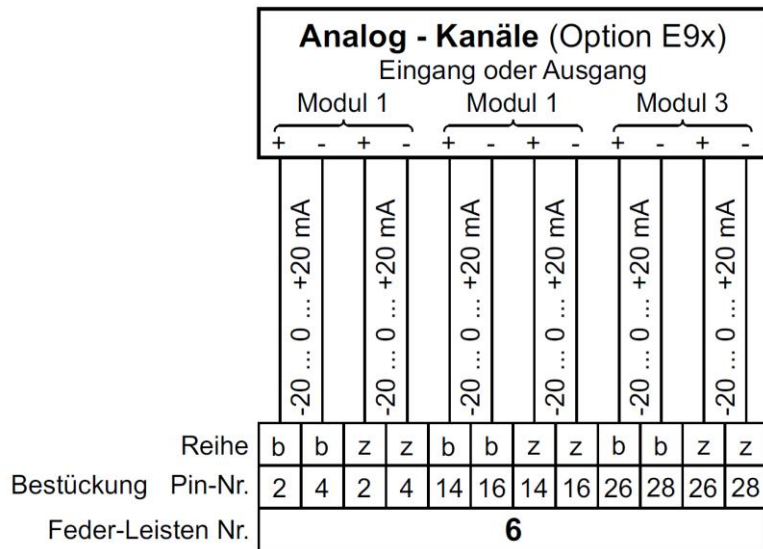 Analog - Kanäle (Option E9x)
Eingang oder Ausgang
Modul 1 Modul 1 Modul 3
+ - + - + - + - + - + -
-20 ... 0 ... +20 mA
-20 ... 0 ... +20 mA
-20 ... 0 ... +20 mA
-20 ... 0 ... +20 mA
-20 ... 0 ... +20 mA
-20 ... 0 ... +20 mA
Reihe b b z z b b z z b b z z
Bestückung Pin-Nr. 2 4 2 4 14 16 14 16 26 28 26 28
Feder-Leisten Nr. 6